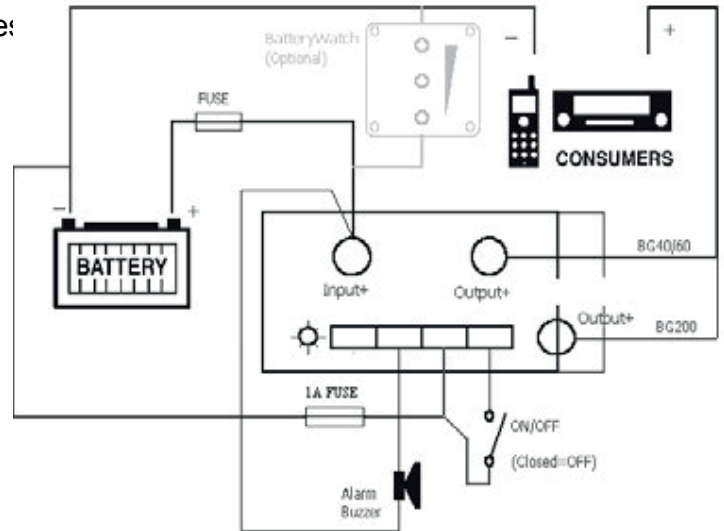 es
BatteryWatch
(Optional)
−
+
FUSE
CONSUMERS
−
+
BATTERY
BG40/60
Input+
Output+
Output+
BG200
1A FUSE
ON/OFF
(Closed=OFF)
Alarm
Buzzer